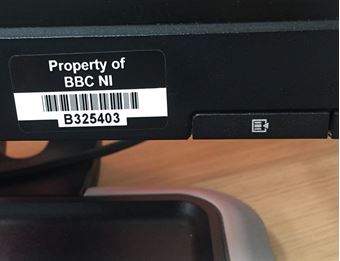 Property of
BBC NI
B325403